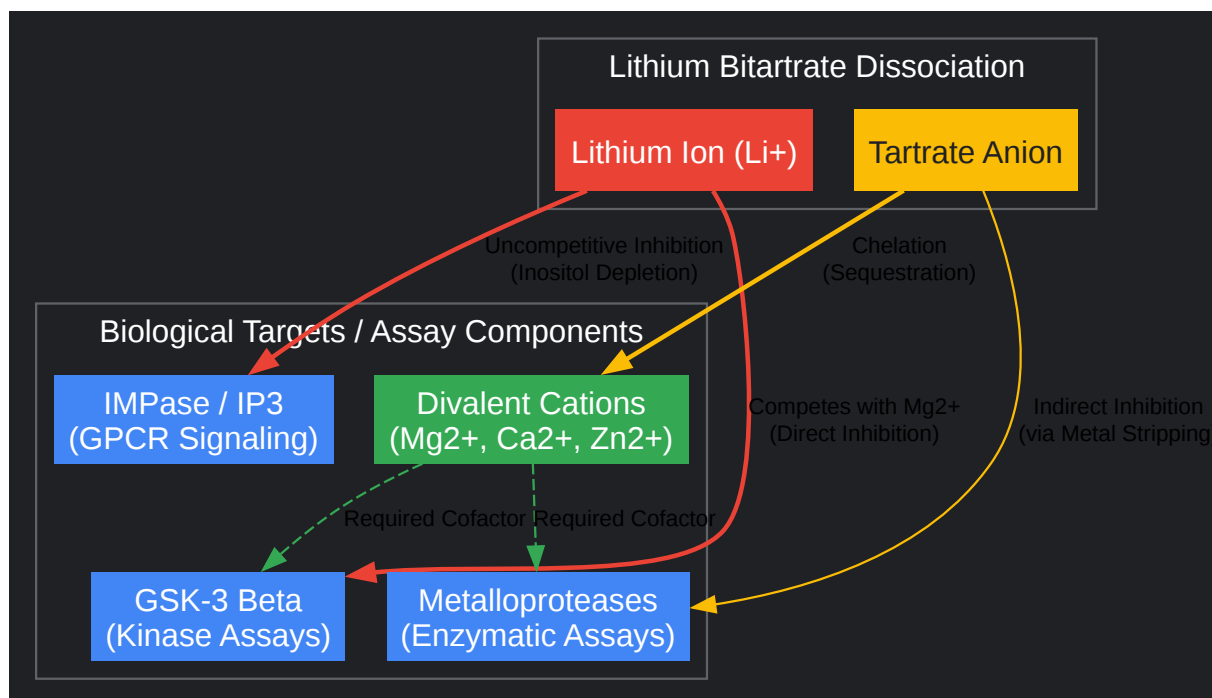 Lithium Bitartrate Dissociation
Lithium Ion (Li+)
Tartrate Anion
Uncompetitive Inhibition
(Inositol Depletion)
Chelation
(Sequestration)
Biological Targets / Assay Components
IMPase / IP3
(GPCR Signaling)
Divalent Cations
(Mg2+, Ca2+, Zn2+)
Competes with Mg2+
(Direct Inhibition)
Indirect Inhibition
(via Metal Stripping
Required Cofactor
Required Cofactor
GSK-3 Beta
(Kinase Assays)
Metalloproteases
(Enzymatic Assays)